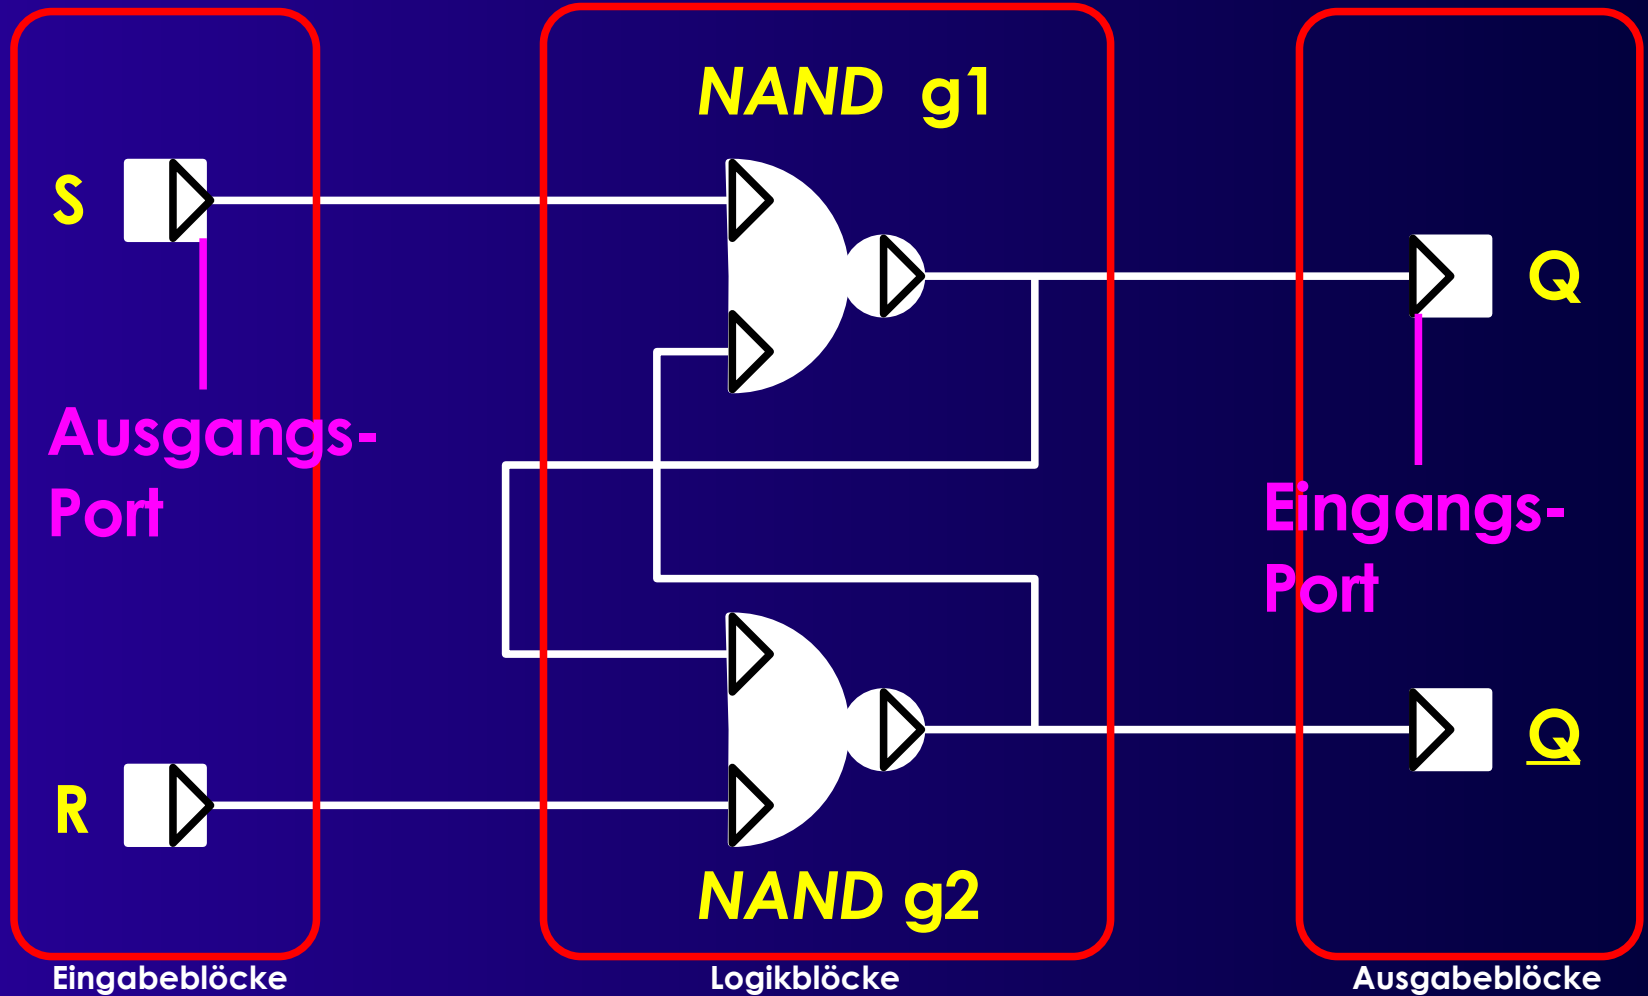 NAND g1
S
Q
Ausgangs-
Port
Eingangs-
Port
Q
R
NAND g2
Eingabeblöcke
Logikblöcke
Ausgabeblöcke